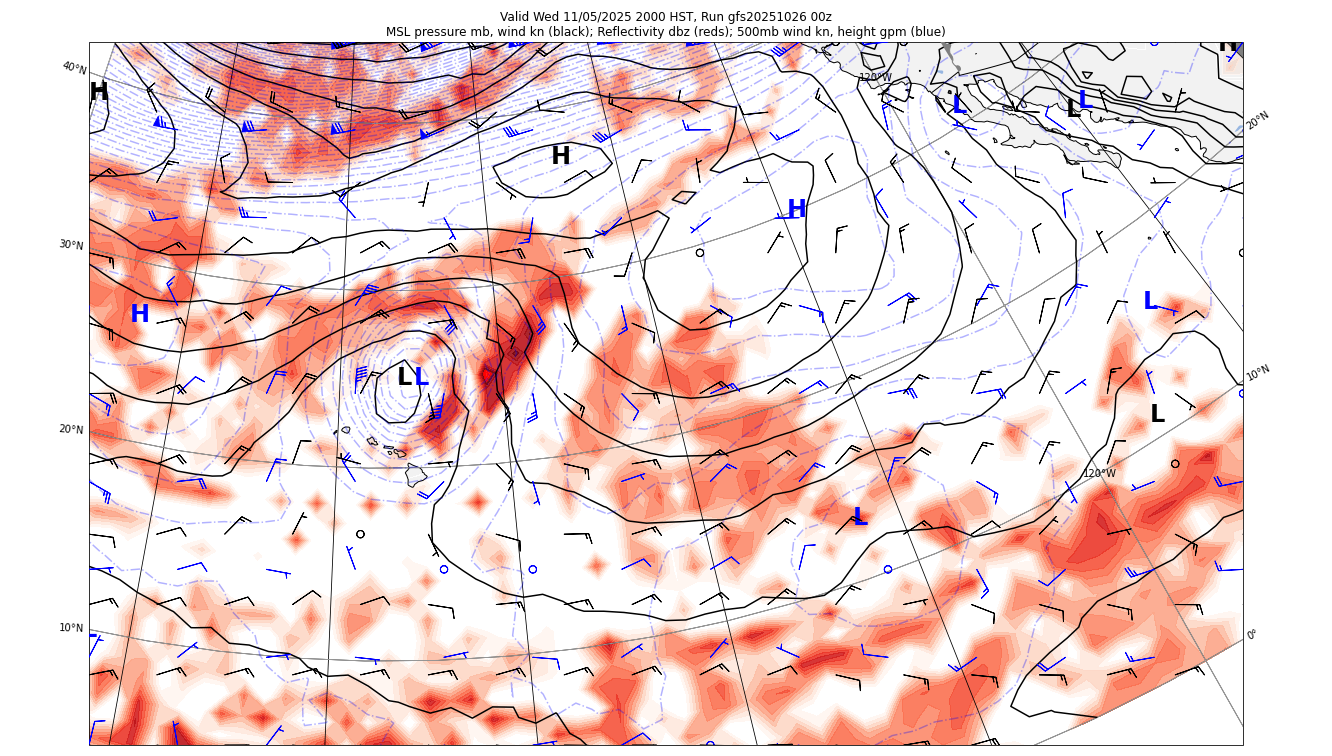 Valid Wed 11/05/2025 2000 HST, Run gfs20251026 00z
MSL pressure mb, wind kn (black); Reflectivity dbz (reds); 500mb wind kn, height gpm (blue)
H
40°N
120°W
H
L
L
L
20°N
H
H
30°N
H
L
L
L
10°N
L
20°N
120°W
L
10°N
0°